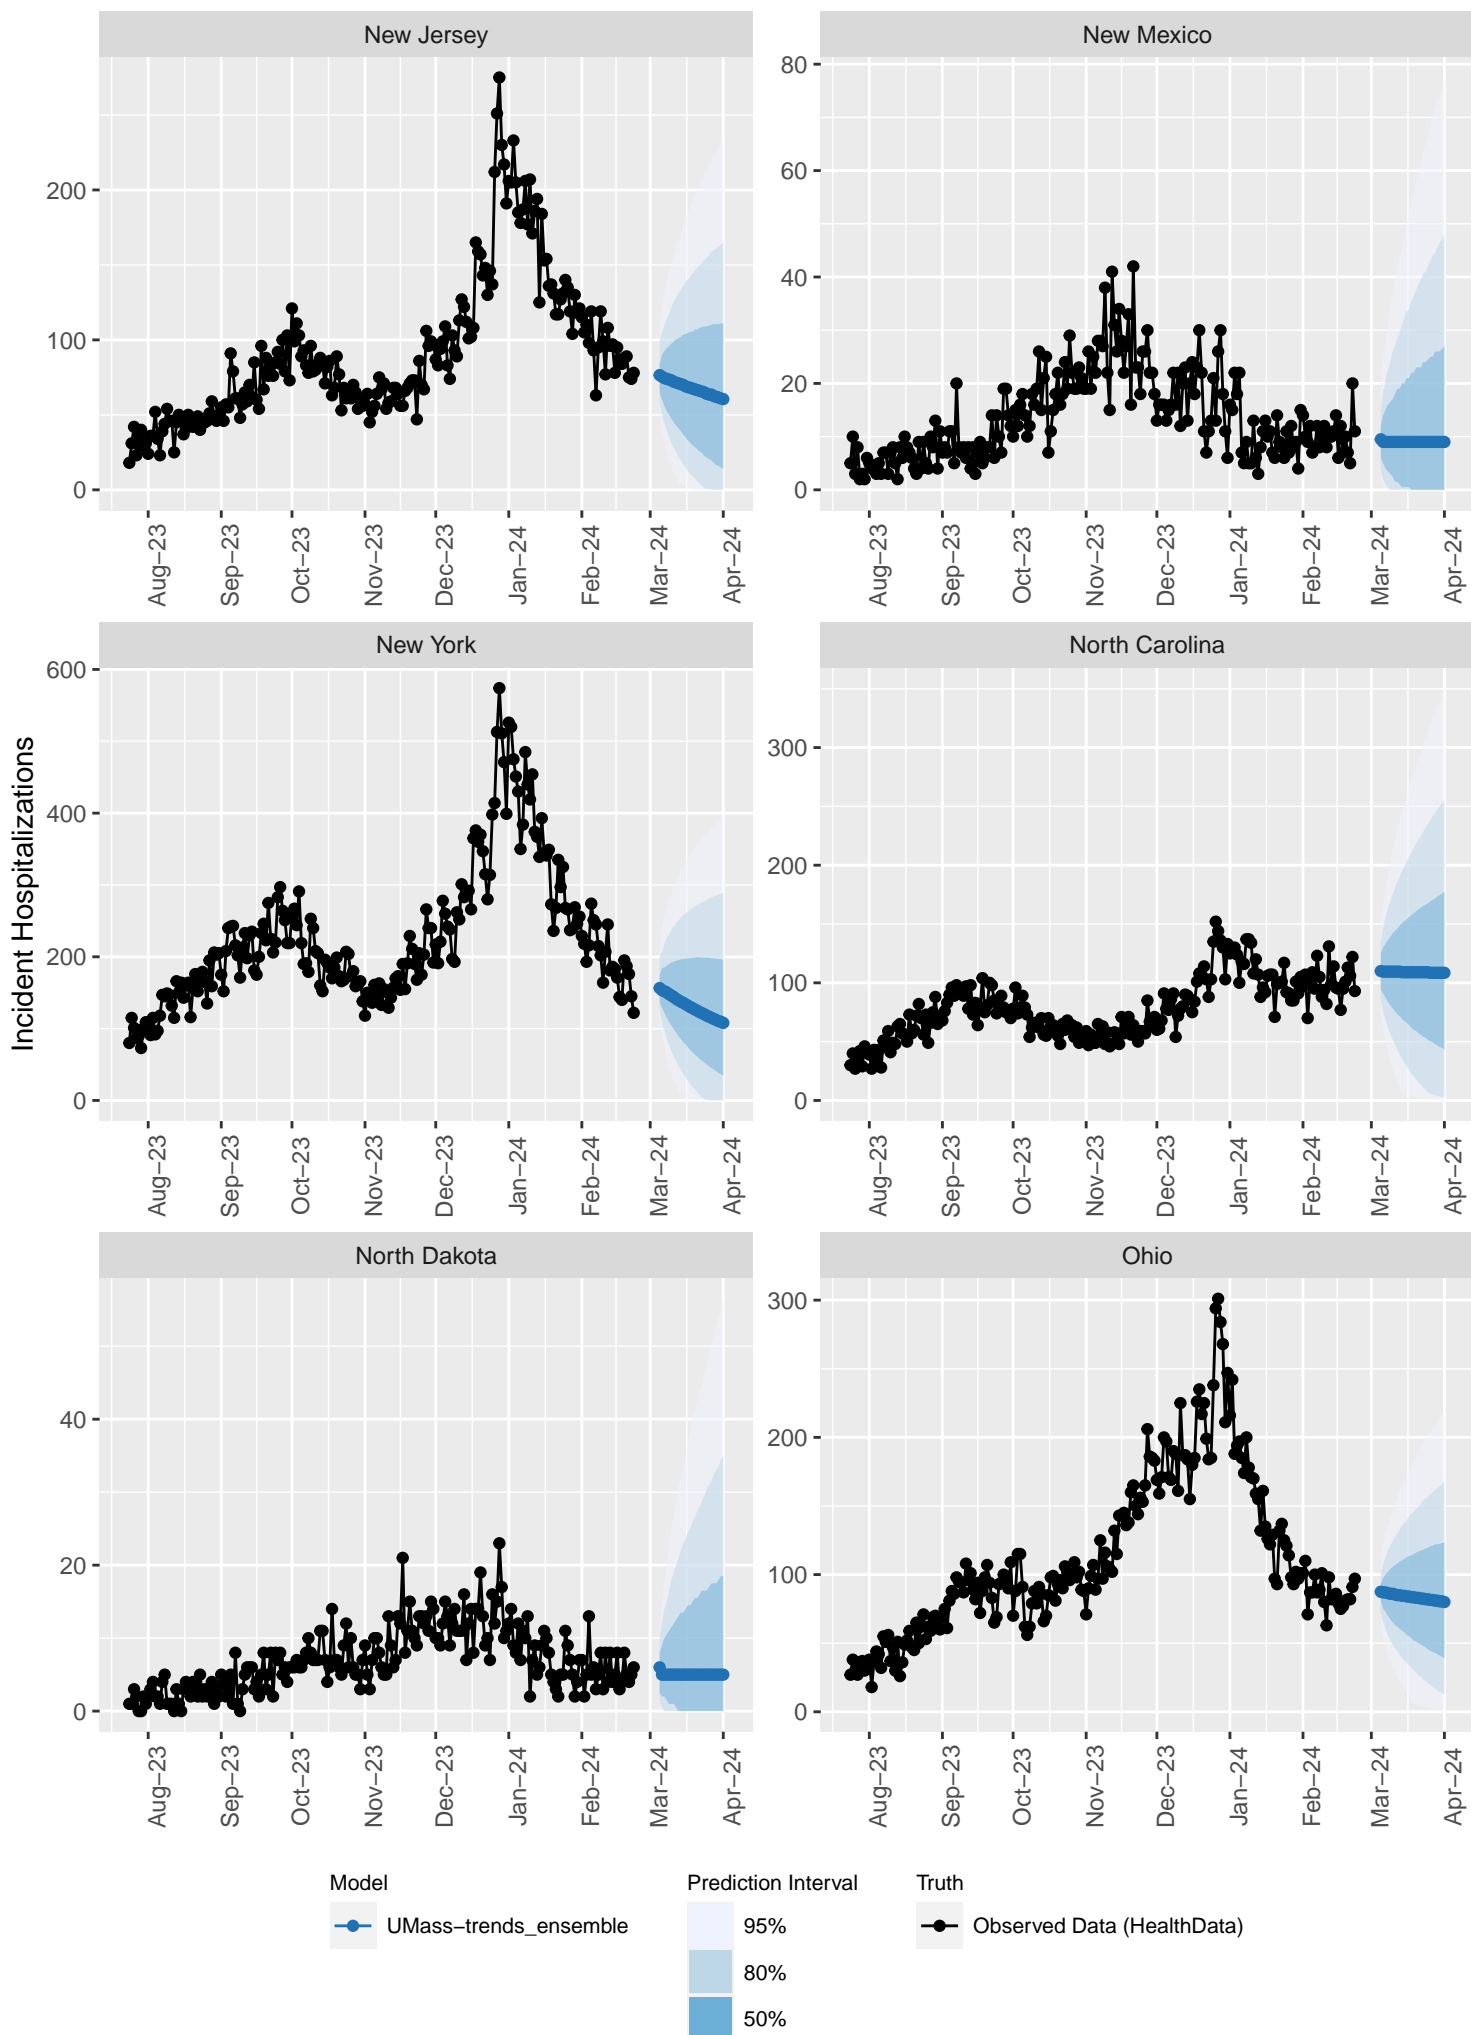 New Jersey
New Mexico
200
100
0
80
60
40
20
0
Aug−23
Sep−23
Oct−23
Nov−23
Dec−23
Jan−24
Feb−24
Mar−24
Apr−24
Aug−23
Sep−23
Oct−23
Nov−23
Dec−23
Jan−24
Feb−24
Mar−24
Apr−24
Incident Hospitalizations
New York
North Carolina
600
400
200
0
300
200
100
0
Aug−23
Sep−23
Oct−23
Nov−23
Dec−23
Jan−24
Feb−24
Mar−24
Apr−24
Aug−23
Sep−23
Oct−23
Nov−23
Dec−23
Jan−24
Feb−24
Mar−24
Apr−24
North Dakota
Ohio
40
20
0
300
200
100
0
Aug−23
Sep−23
Oct−23
Nov−23
Dec−23
Jan−24
Feb−24
Mar−24
Apr−24
Aug−23
Sep−23
Oct−23
Nov−23
Dec−23
Jan−24
Feb−24
Mar−24
Apr−24
Model
UMass−trends_ensemble
Prediction Interval
95%
80%
50%
Truth
Observed Data (HealthData)